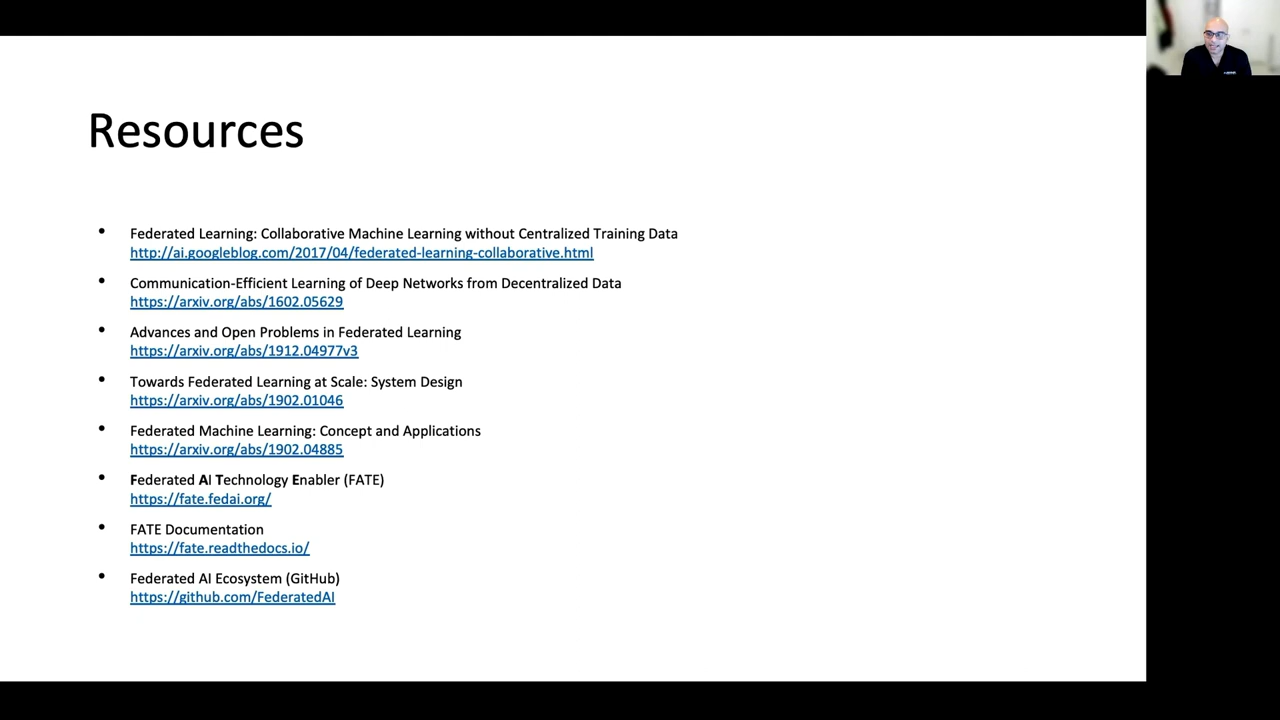 Resources
• Federated Learning: Collaborative Machine Learning without Centralized Training Data
http://ai.googleblog.com/2017/04/federated-learning-collaborative.html
• Communication-Efficient Learning of Deep Networks from Decentralized Data
https://arxiv.org/abs/1602.05629
• Advances and Open Problems in Federated Learning
https://arxiv.org/abs/1912.04977v3
• Towards Federated Learning at Scale: System Design
https://arxiv.org/abs/1902.01046
• Federated Machine Learning: Concept and Applications
https://arxiv.org/abs/1902.04885
• Federated AI Technology Enabler (FATE)
https://fate.fedai.org/
• FATE Documentation
https://fate.readthedocs.io/
• Federated AI Ecosystem (GitHub)
https://github.com/FederatedAI